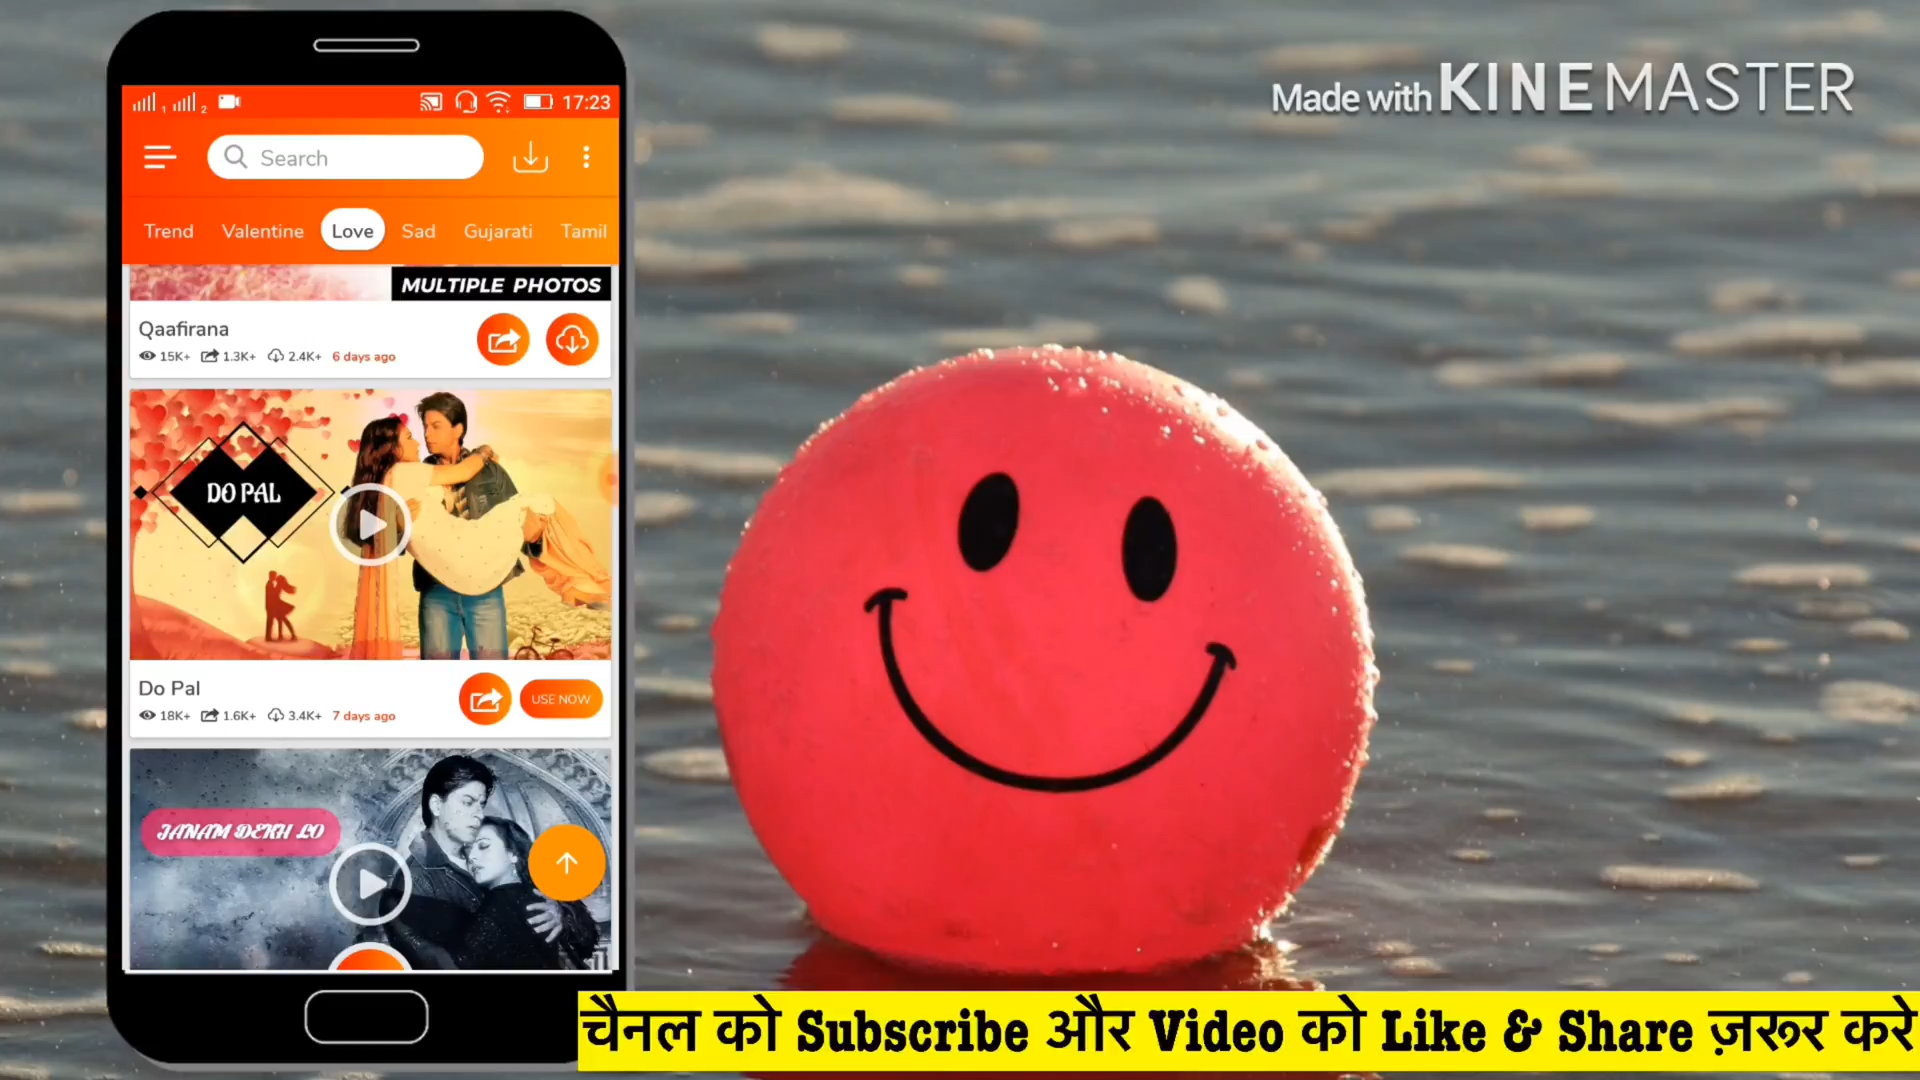 Made with KINEMASTER
1 2 17:23
Search
Trend Valentine Love Sad Gujarati Tamil
MULTIPLE PHOTOS
Qaafirana
15K+ 1.3K+ 2.4K+ 6 days ago
DO PAL
Do Pal
18K+ 1.6K+ 3.4K+ 7 days ago
USE NOW
JANAM DEKH LO
चैनल को Subscribe और Video को Like & Share ज़रूर करे